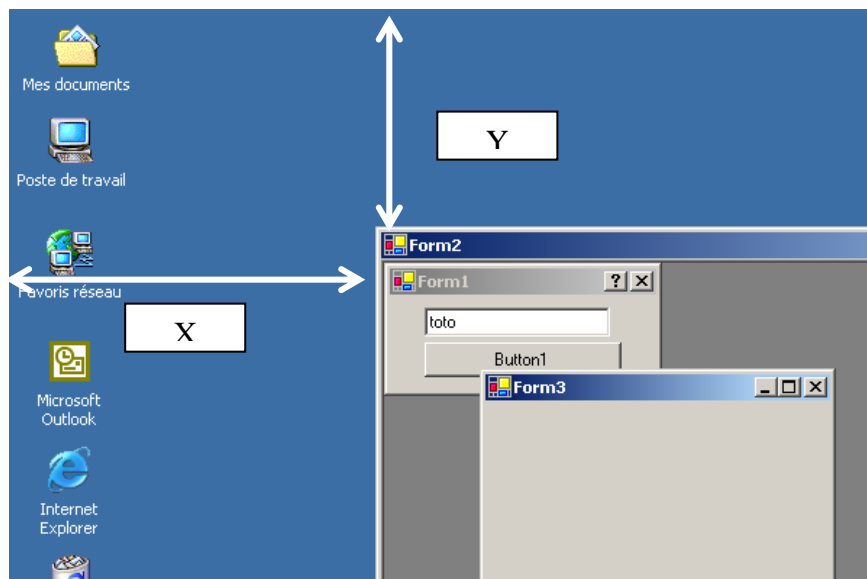 Mes documents
Y
Poste de travail
Form2
Form1
Favoris réseau
toto
X
Button1
Form3
Microsoft
Outlook
Internet
Explorer